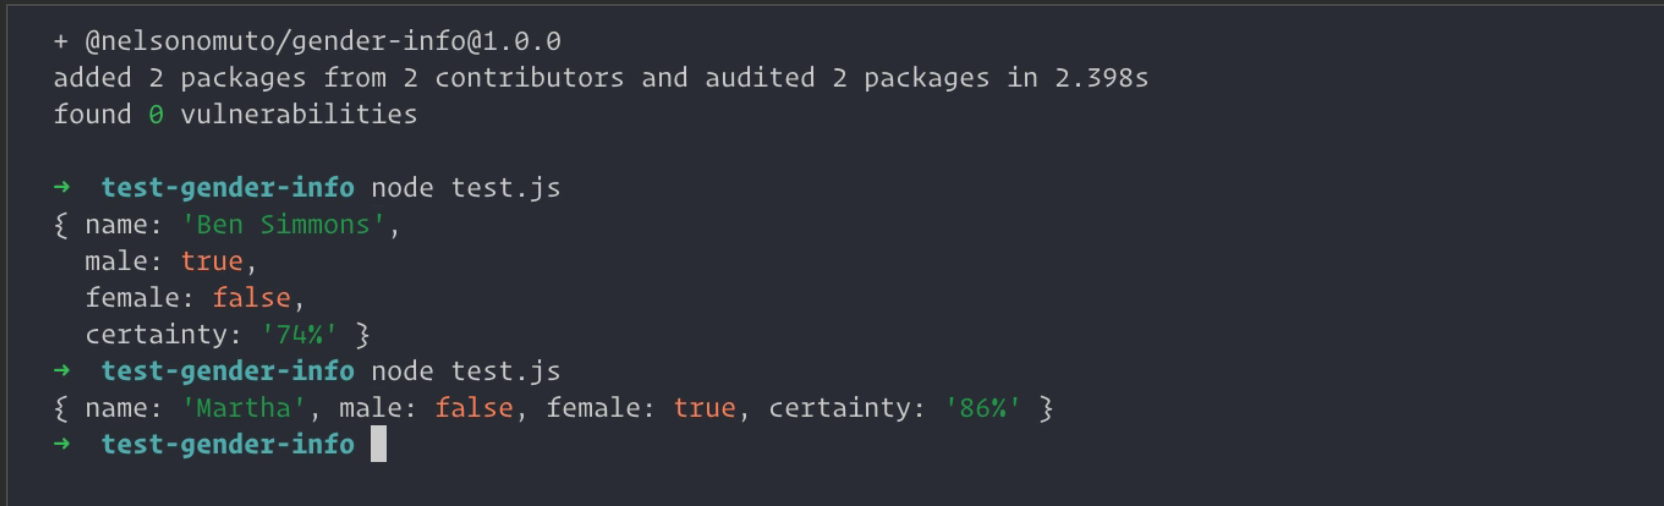 + @nelsonomuto/gender-info@1.0.0
added 2 packages from 2 contributors and audited 2 packages in 2.398s
found 0 vulnerabilities
➜ test-gender-info node test.js
{ name: 'Ben Simmons',
male: true,
female: false,
certainty: '74%' }
➜ test-gender-info node test.js
{ name: 'Martha', male: false, female: true, certainty: '86%' }
➜ test-gender-info